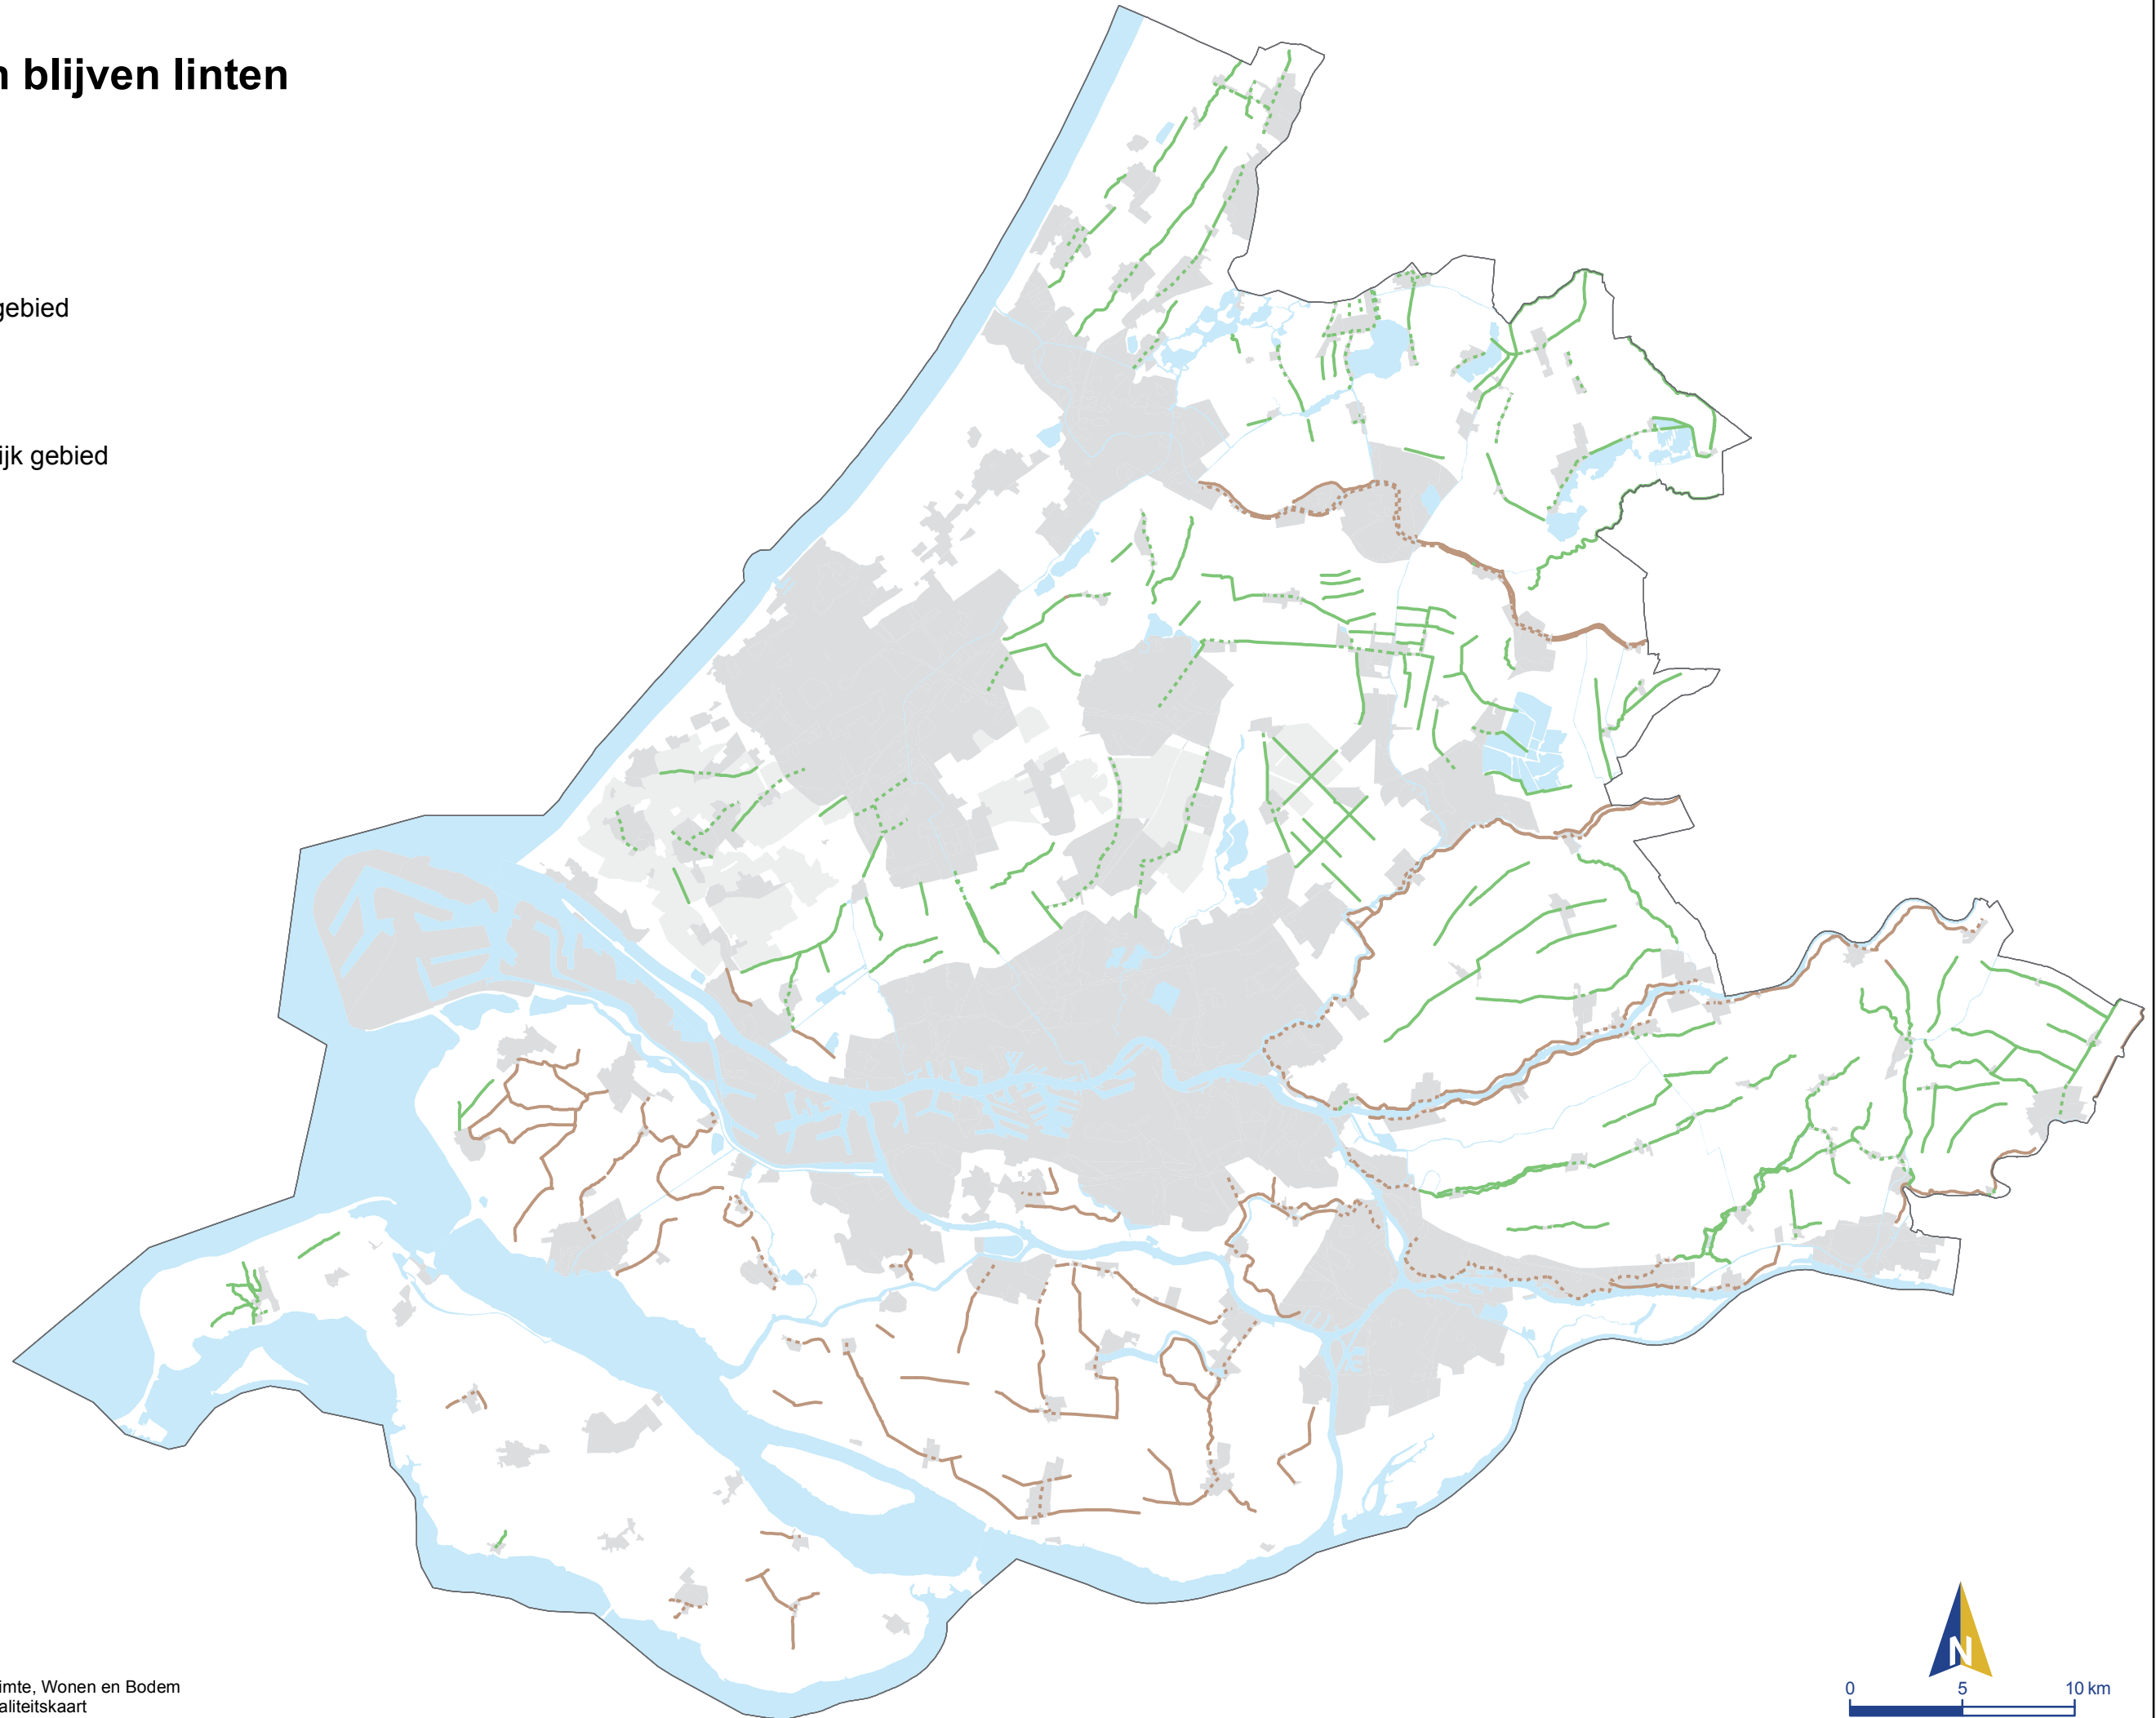 n blijven linten
gebied
ijk gebied
imte, Wonen en Bodem
aliteitskaart
N
0 5 10 km